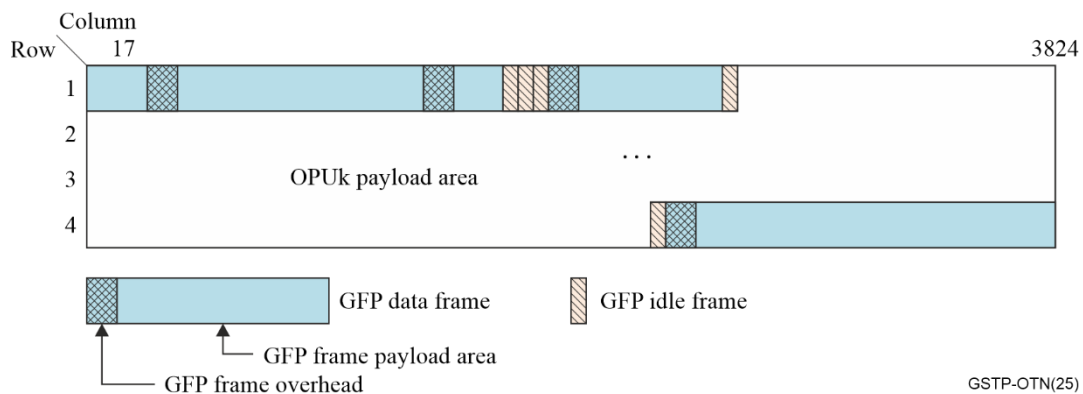 Column
Row 17 3824
1
2
...
3 OPUk payload area
4
GFP data frame GFP idle frame
GFP frame payload area
GFP frame overhead
GSTP-OTN(25)